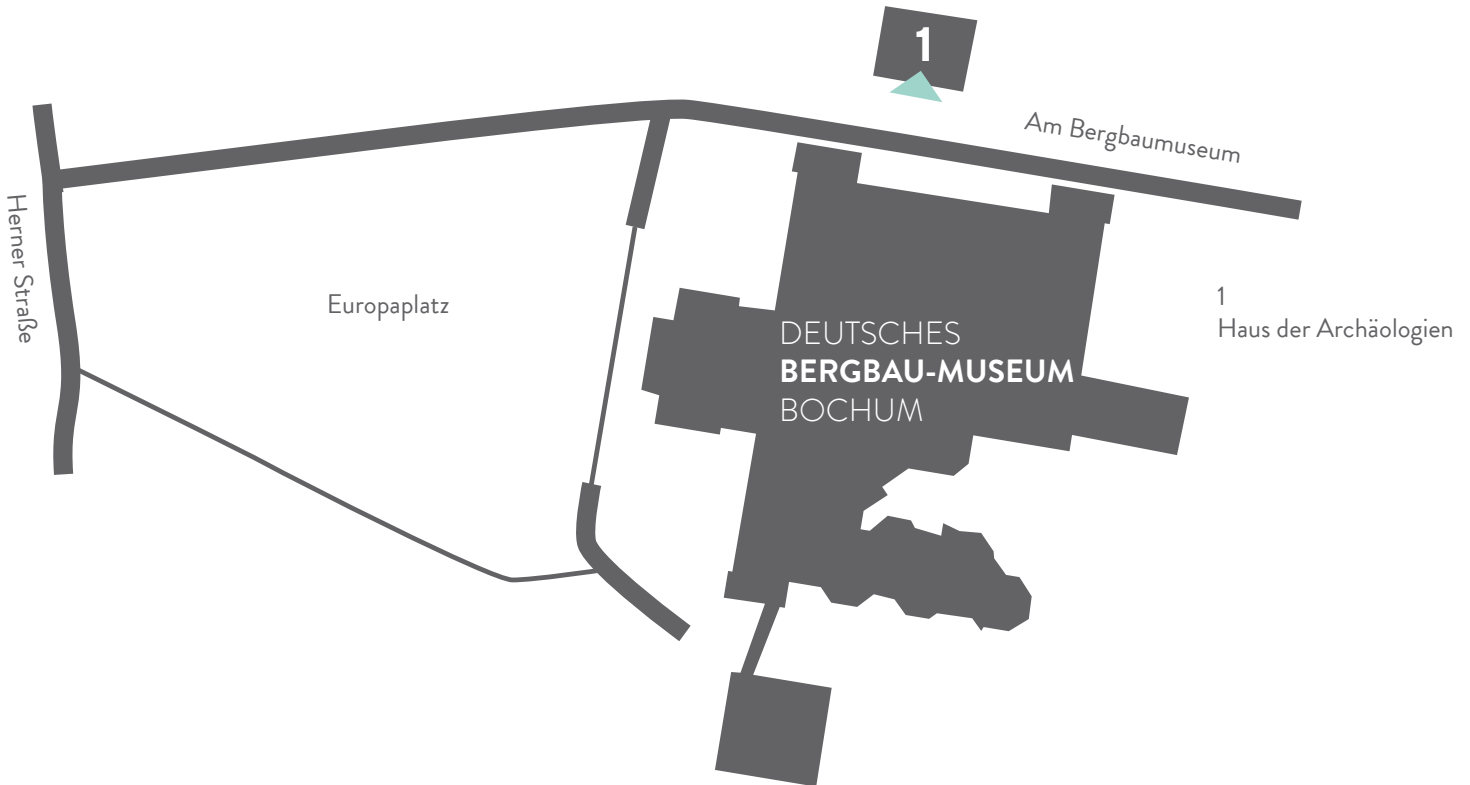 1
Am Bergbaumuseum
Herner Straße
Europaplatz
1
Haus der Archäologien
DEUTSCHES
BERGBAU-MUSEUM
BOCHUM